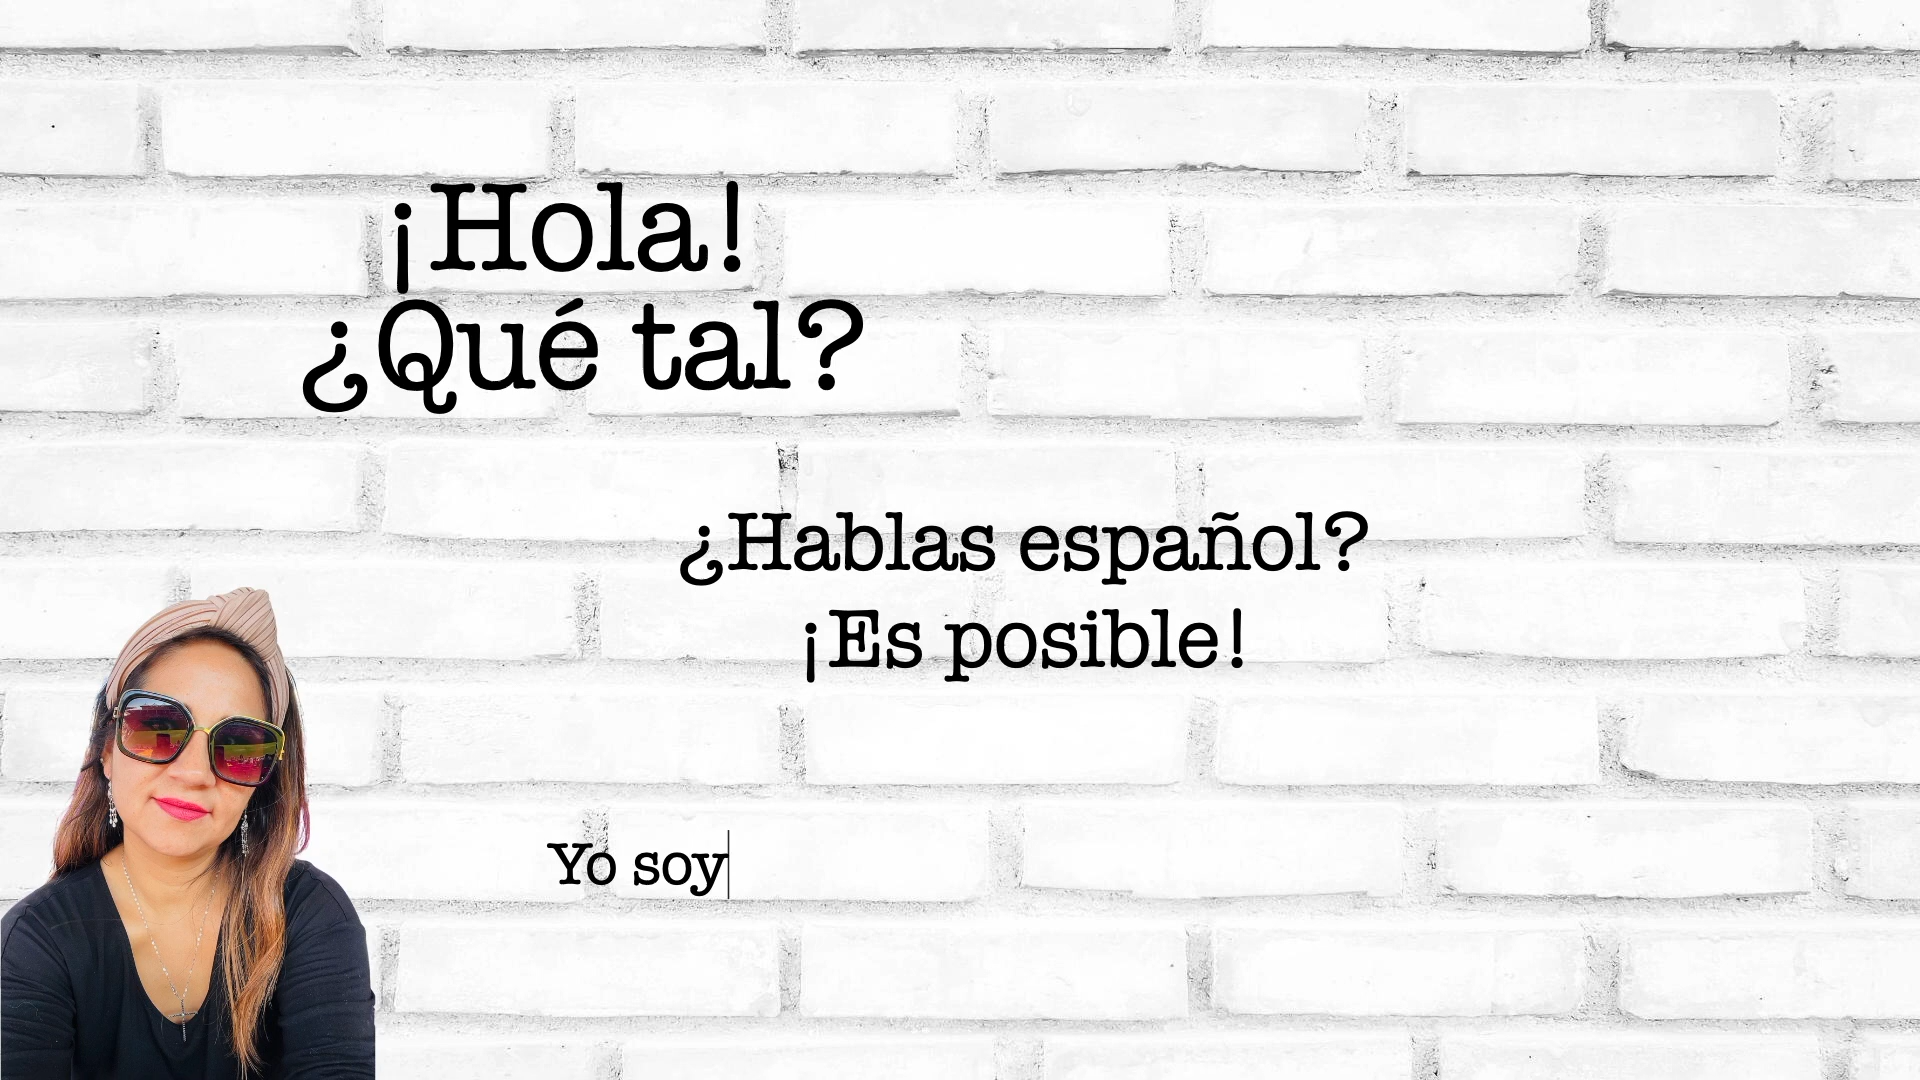 ¡Hola!
¿Qué tal?
¿Hablas español?
¡Es posible!
Yo soy